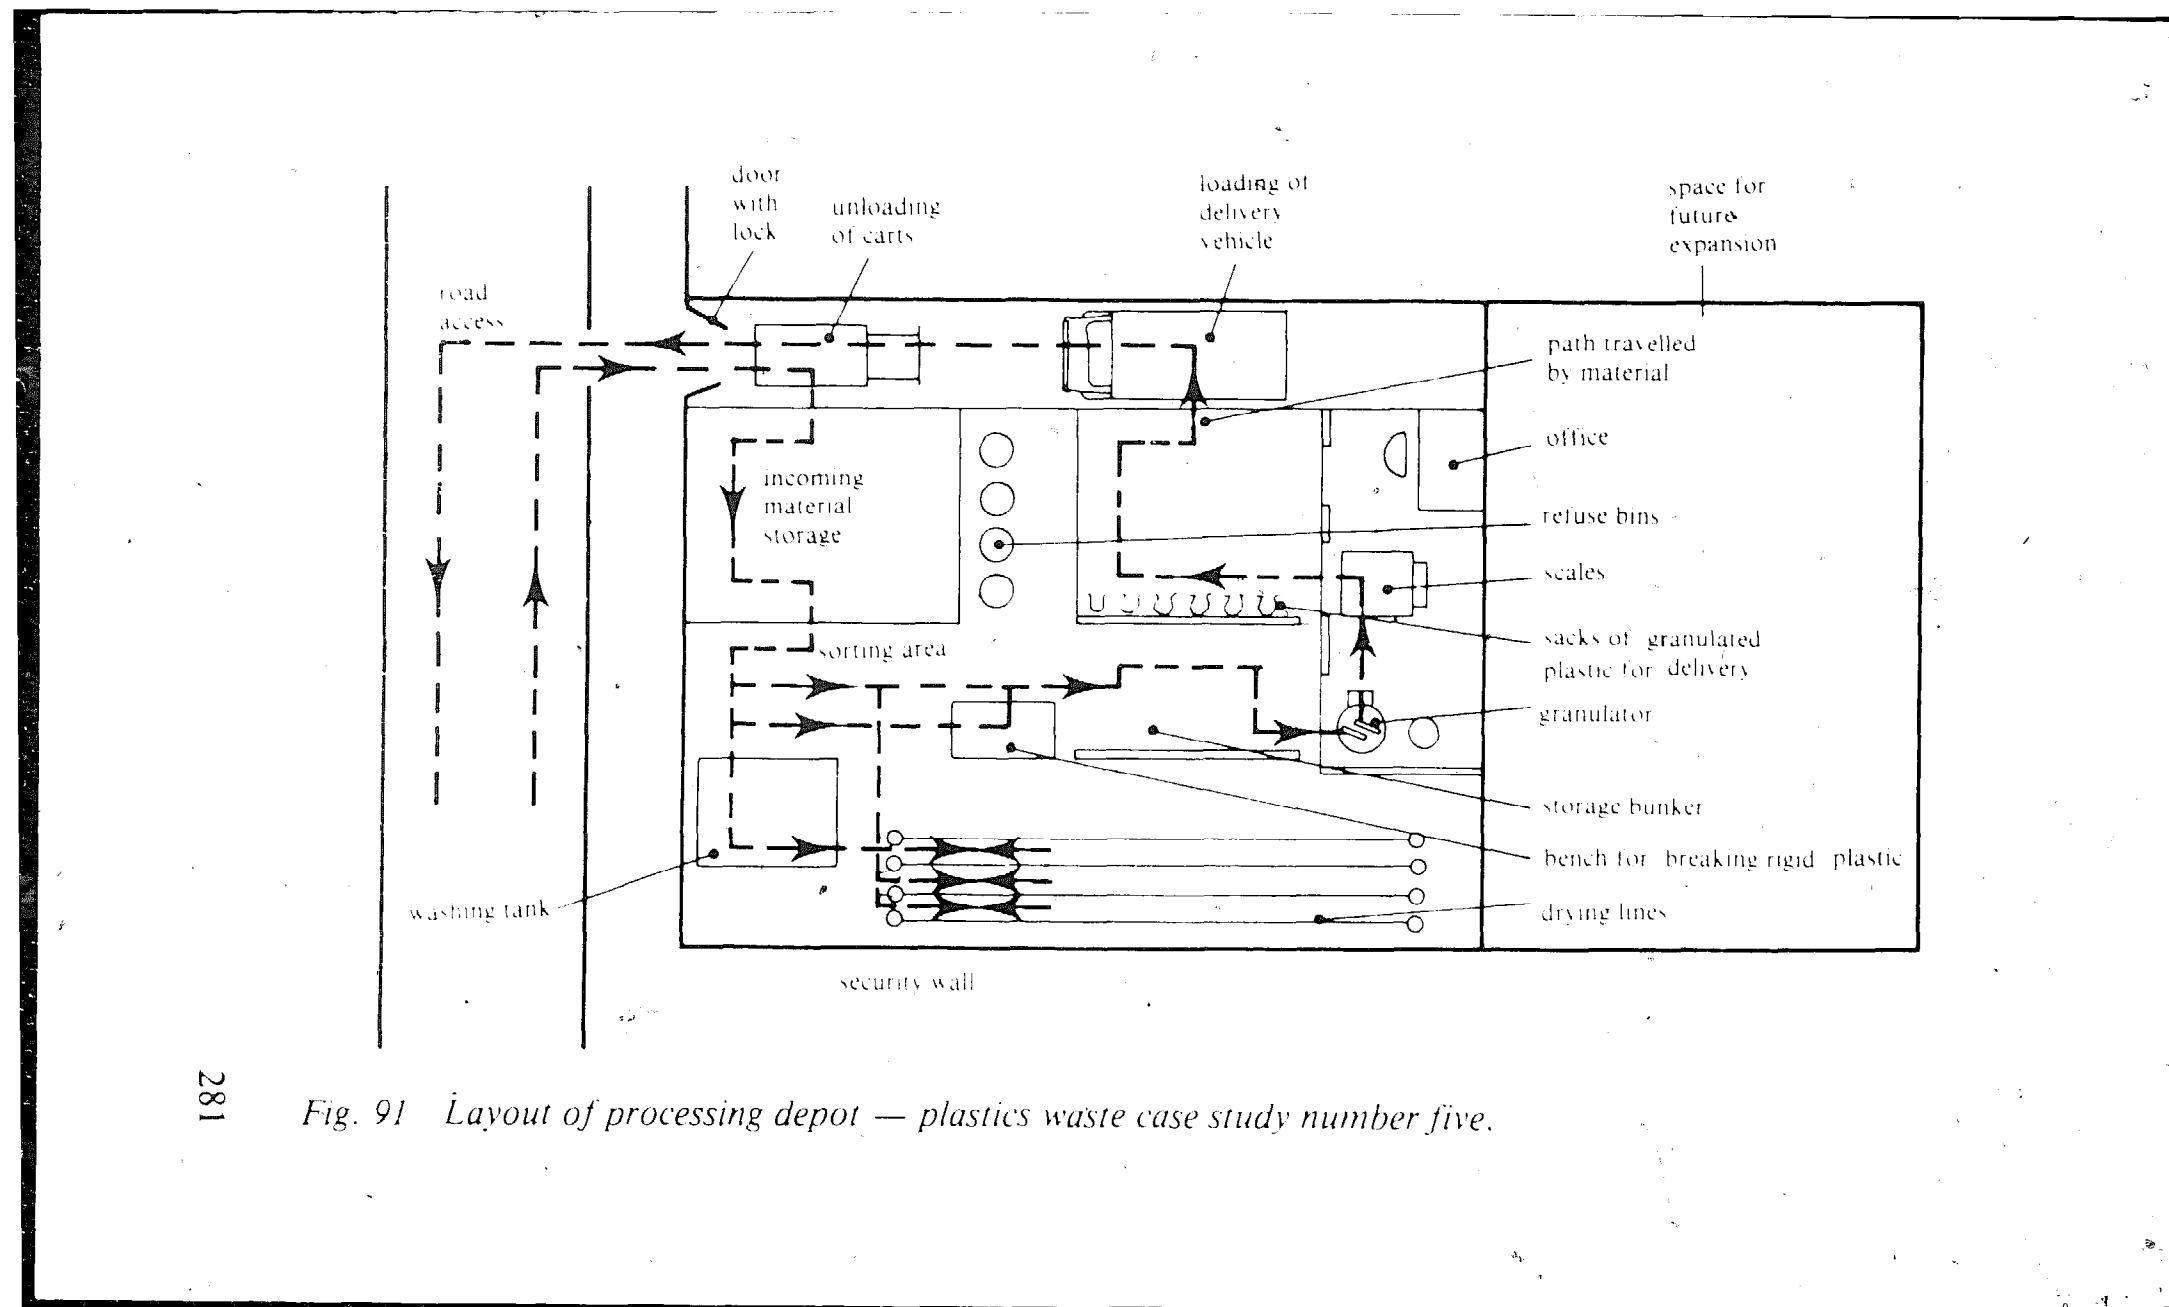 door
with
lock
unloading
of carts
loading of
delivery
vehicle
space for
future
expansion
road
access
path travelled
by material
office
incoming
material
storage
refuse bins
scales
sorting area
sacks of granulated
plastic for delivery
granulator
storage bunker
bench for breaking rigid plastic
washing tank
drying lines
security wall
281
Fig. 91 Layout of processing depot — plastics waste case study number five.